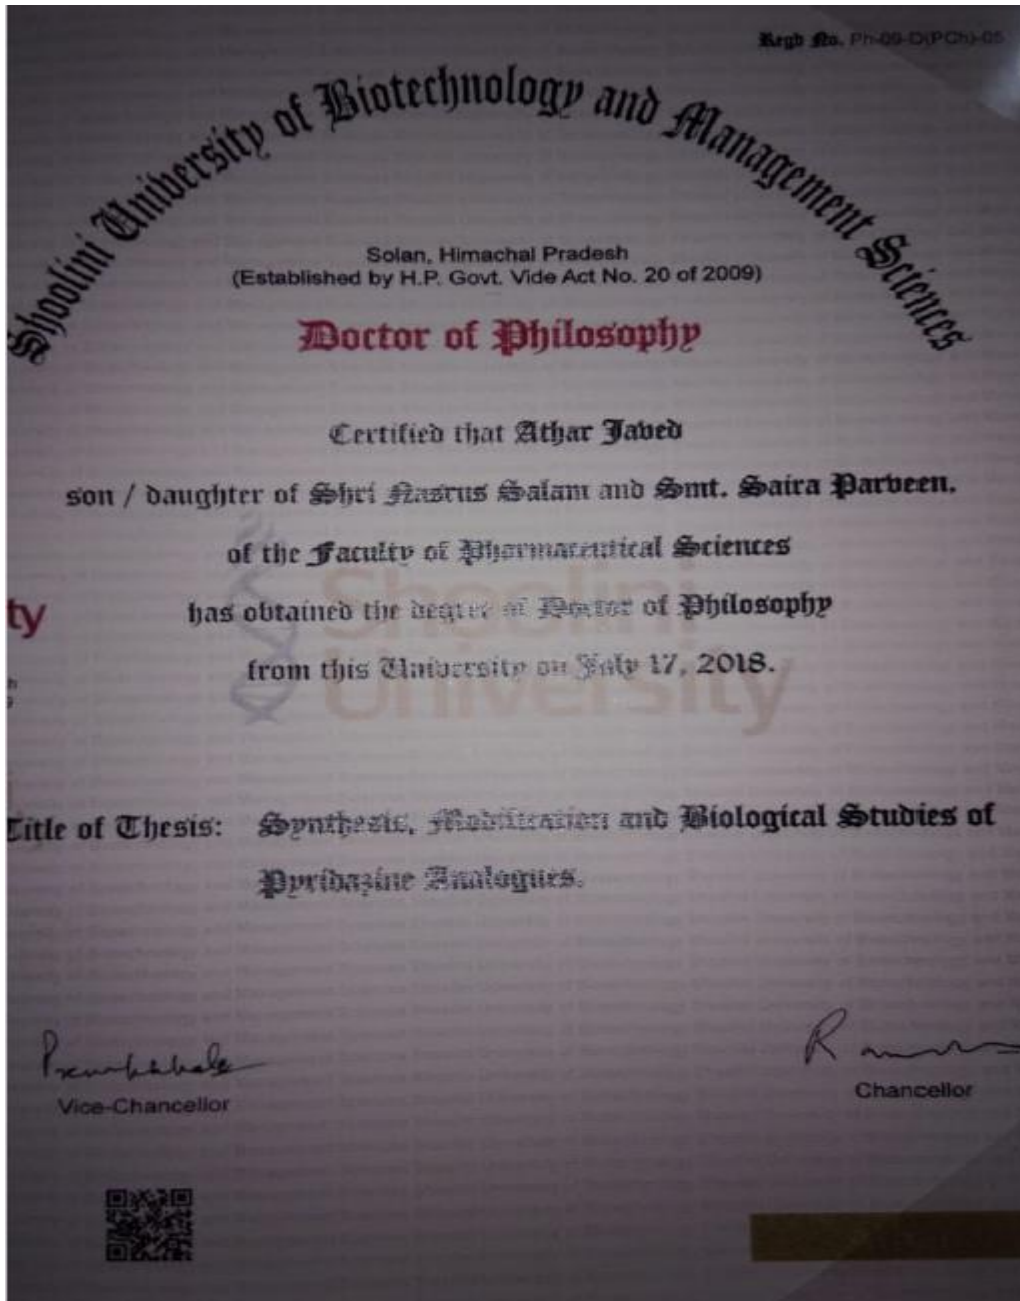 Regd No. Ph-09-D(PCh)-05
Shoolini University of Biotechnology and Management Sciences
Solan, Himachal Pradesh
(Established by H.P. Govt. Vide Act No. 20 of 2009)
Doctor of Philosophy
Certified that Athar Javed
son / daughter of Shri Nasrus Salam and Smt. Saira Parveen.
of the Faculty of Pharmaceutical Sciences
has obtained the degree of Doctor of Philosophy
from this University on July 17, 2018.
Shoolini
University
ty
Title of Thesis: Synthesis, Modification and Biological Studies of
Pyridazine Analogues.
Vice-Chancellor
Chancellor